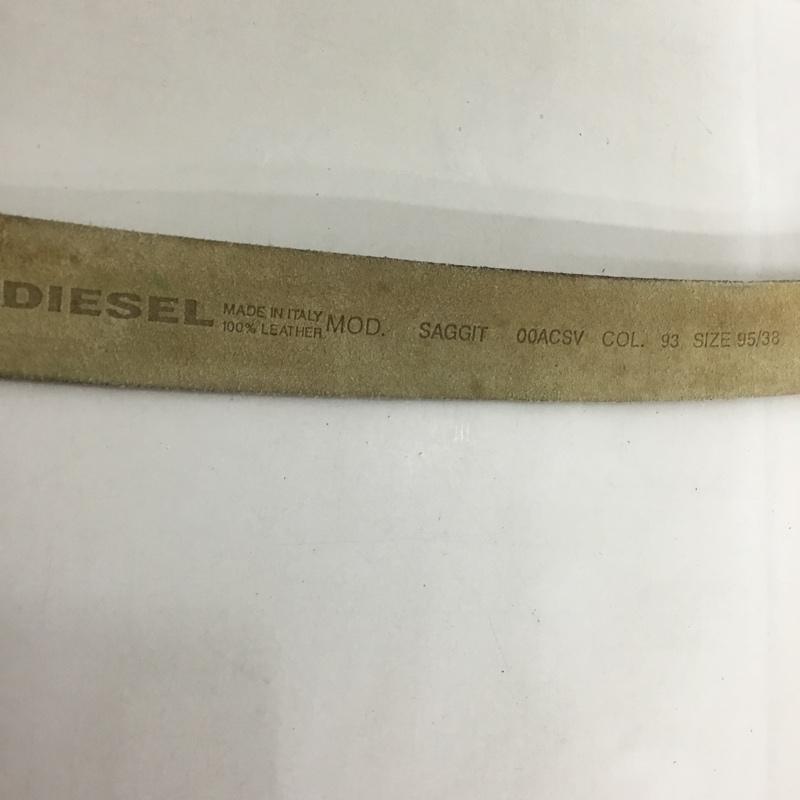 DIESEL MADE IN ITALY
100% LEATHER MOD. SAGGIT 00ACSV COL. 93 SIZE 95/38